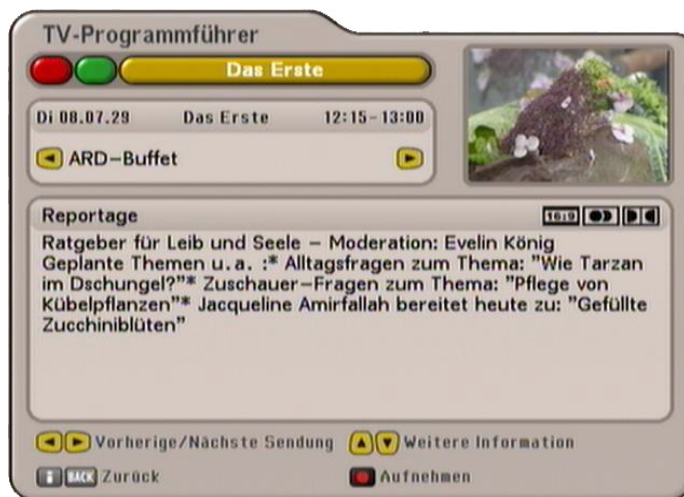 TV-Programmführer
Das Erste
Di 08.07.29 Das Erste 12:15-13:00
ARD-Buffet
Reportage 16:9
Ratgeber für Leib und Seele – Moderation: Evelin König
Geplante Themen u.a. :* Alltagsfragen zum Thema: "Wie Tarzan
im Dschungel?"* Zuschauer-Fragen zum Thema: "Pflege von
Kübelpflanzen"* Jacqueline Amirfallah bereitet heute zu: "Gefüllte
Zucchiniblüten"
Vorherige/Nächste Sendung Weitere Information
i BACK Zurück Aufnehmen